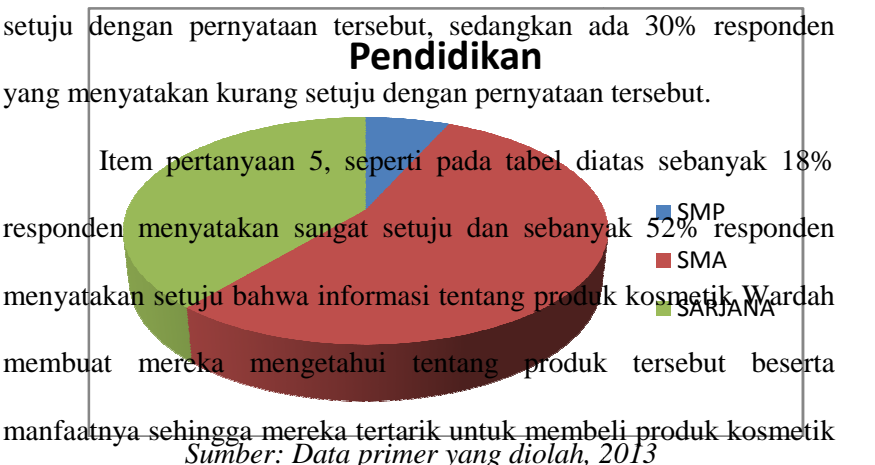 setuju dengan pernyataan tersebut, sedangkan ada 30% responden
Pendidikan
yang menyatakan kurang setuju dengan pernyataan tersebut.
Item pertanyaan 5, seperti pada tabel diatas sebanyak 18%
SMP
responden menyatakan sangat setuju dan sebanyak 52% responden
SMA
menyatakan setuju bahwa informasi tentang produk kosmetik Wardah
SARJANA
membuat mereka mengetahui tentang produk tersebut beserta
manfaatnya sehingga mereka tertarik untuk membeli produk kosmetik
Sumber: Data primer yang diolah, 2013